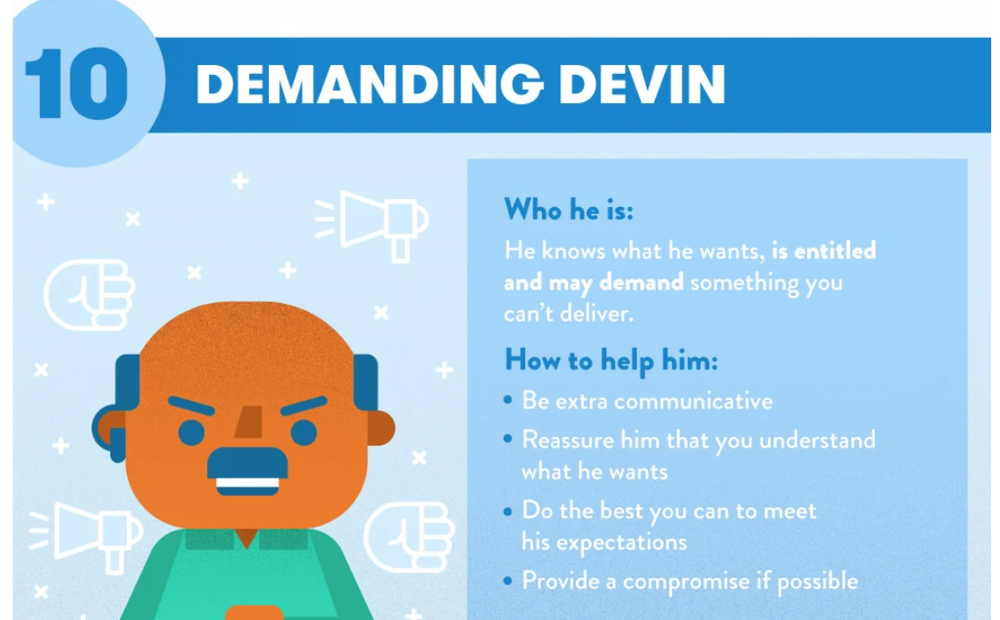 10
DEMANDING DEVIN
Who he is:
He knows what he wants, is entitled
and may demand something you
can't deliver.
How to help him:
• Be extra communicative
• Reassure him that you understand
what he wants
• Do the best you can to meet
his expectations
• Provide a compromise if possible